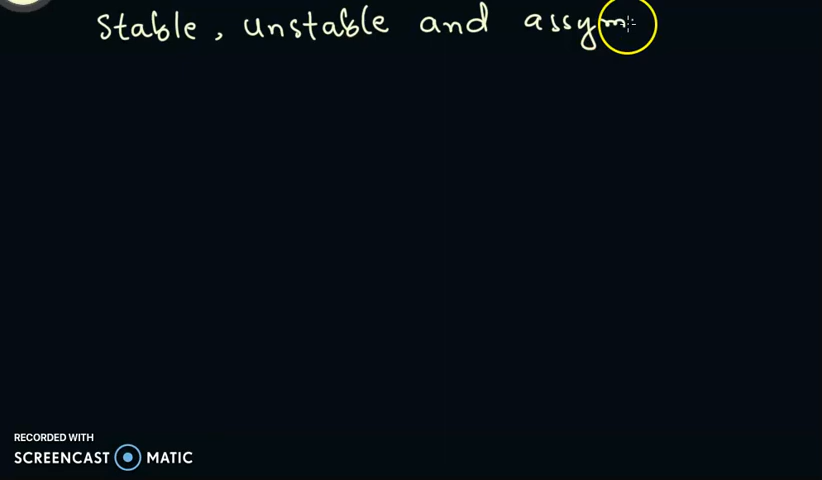 Stable, unstable and assym
RECORDED WITH
SCREENCAST MATIC